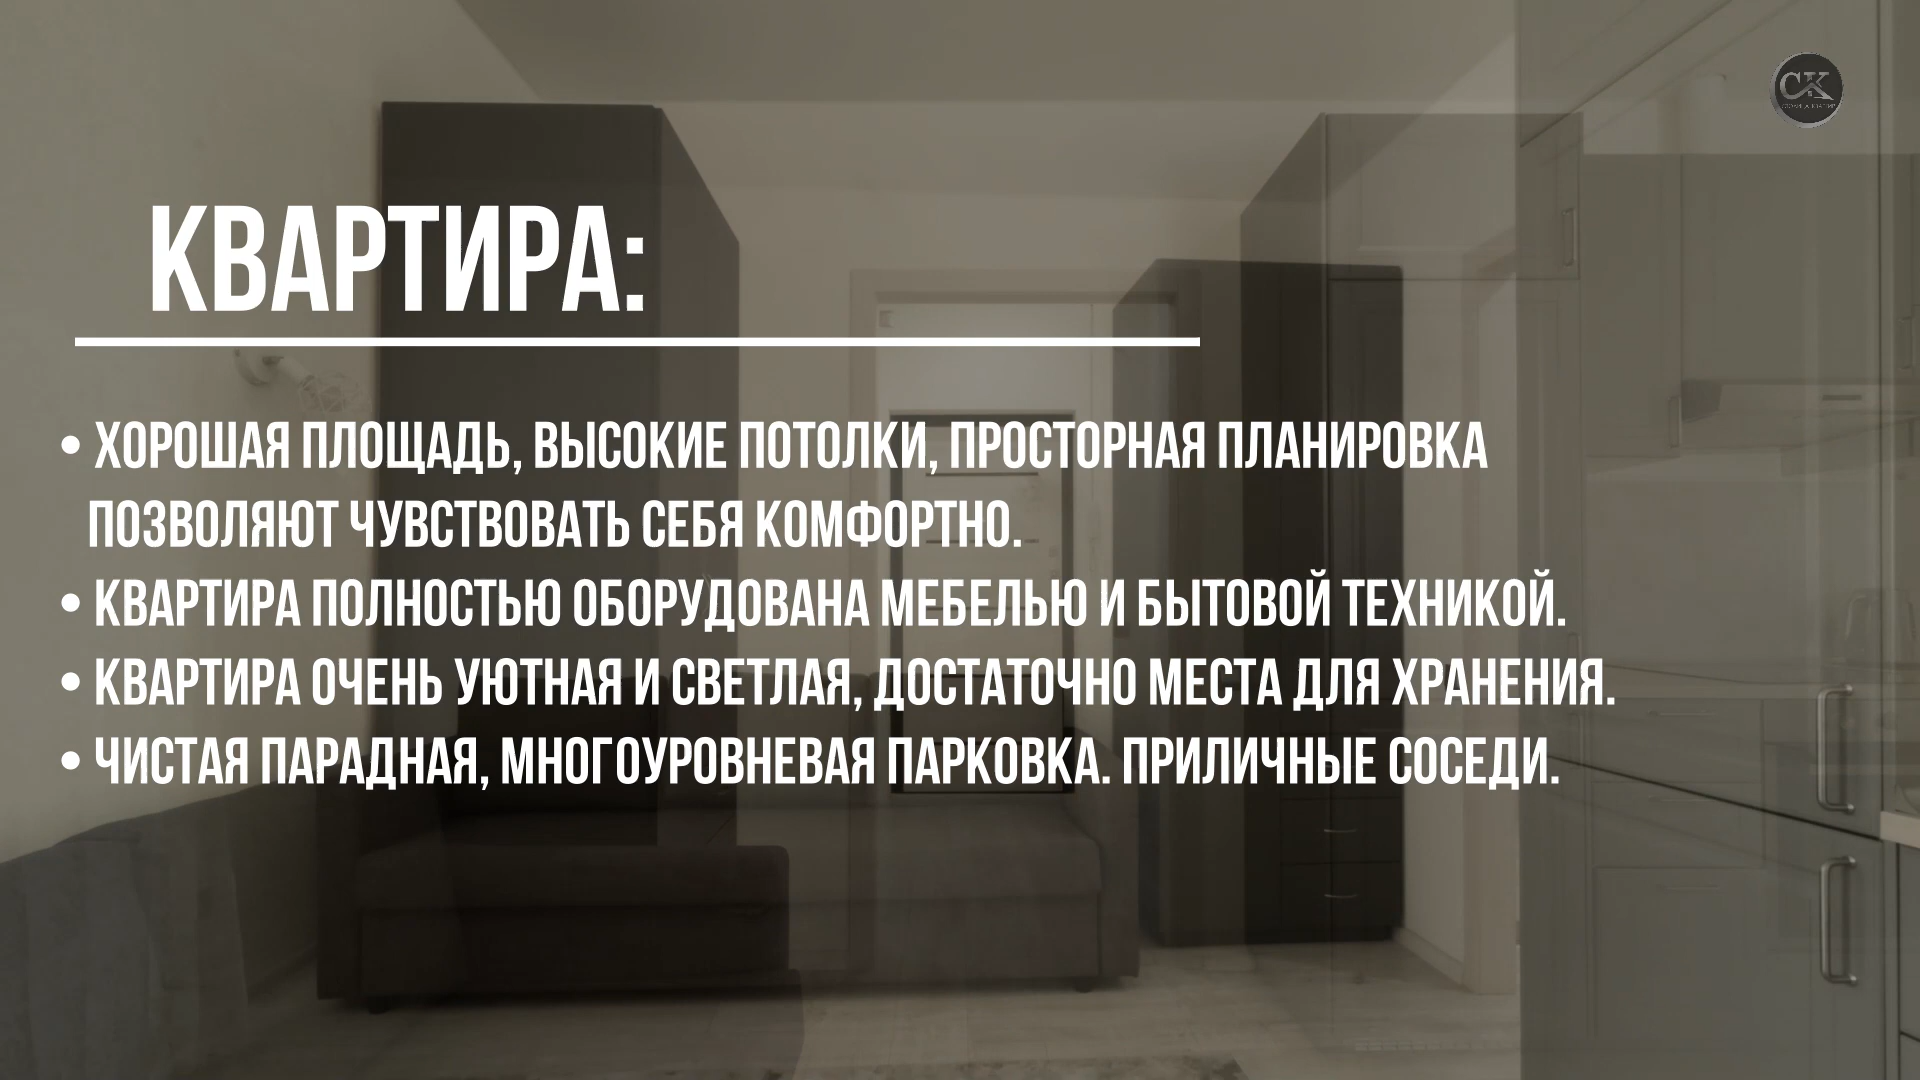 СК
КВАРТИРА:
• ХОРОШАЯ ПЛОЩАДЬ, ВЫСОКИЕ ПОТОЛКИ, ПРОСТОРНАЯ ПЛАНИРОВКА
ПОЗВОЛЯЮТ ЧУВСТВОВАТЬ СЕБЯ КОМФОРТНО.
• КВАРТИРА ПОЛНОСТЬЮ ОБОРУДОВАНА МЕБЕЛЬЮ И БЫТОВОЙ ТЕХНИКОЙ.
• КВАРТИРА ОЧЕНЬ УЮТНАЯ И СВЕТЛАЯ, ДОСТАТОЧНО МЕСТА ДЛЯ ХРАНЕНИЯ.
• ЧИСТАЯ ПАРАДНАЯ, МНОГОУРОВНЕВАЯ ПАРКОВКА. ПРИЛИЧНЫЕ СОСЕДИ.